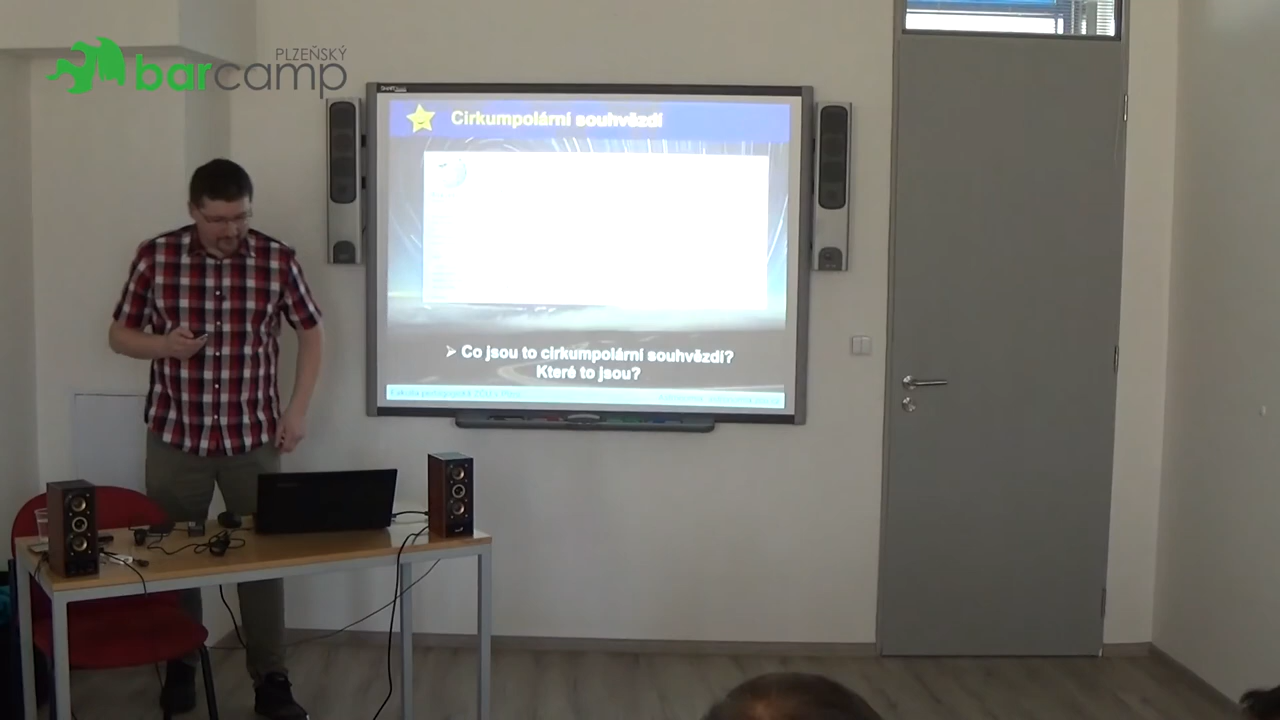 PLZEŇSKÝ
barcamp
Cirkumpolární souhvězdí
➢ Co jsou to cirkumpolární souhvězdí?
Které to jsou?